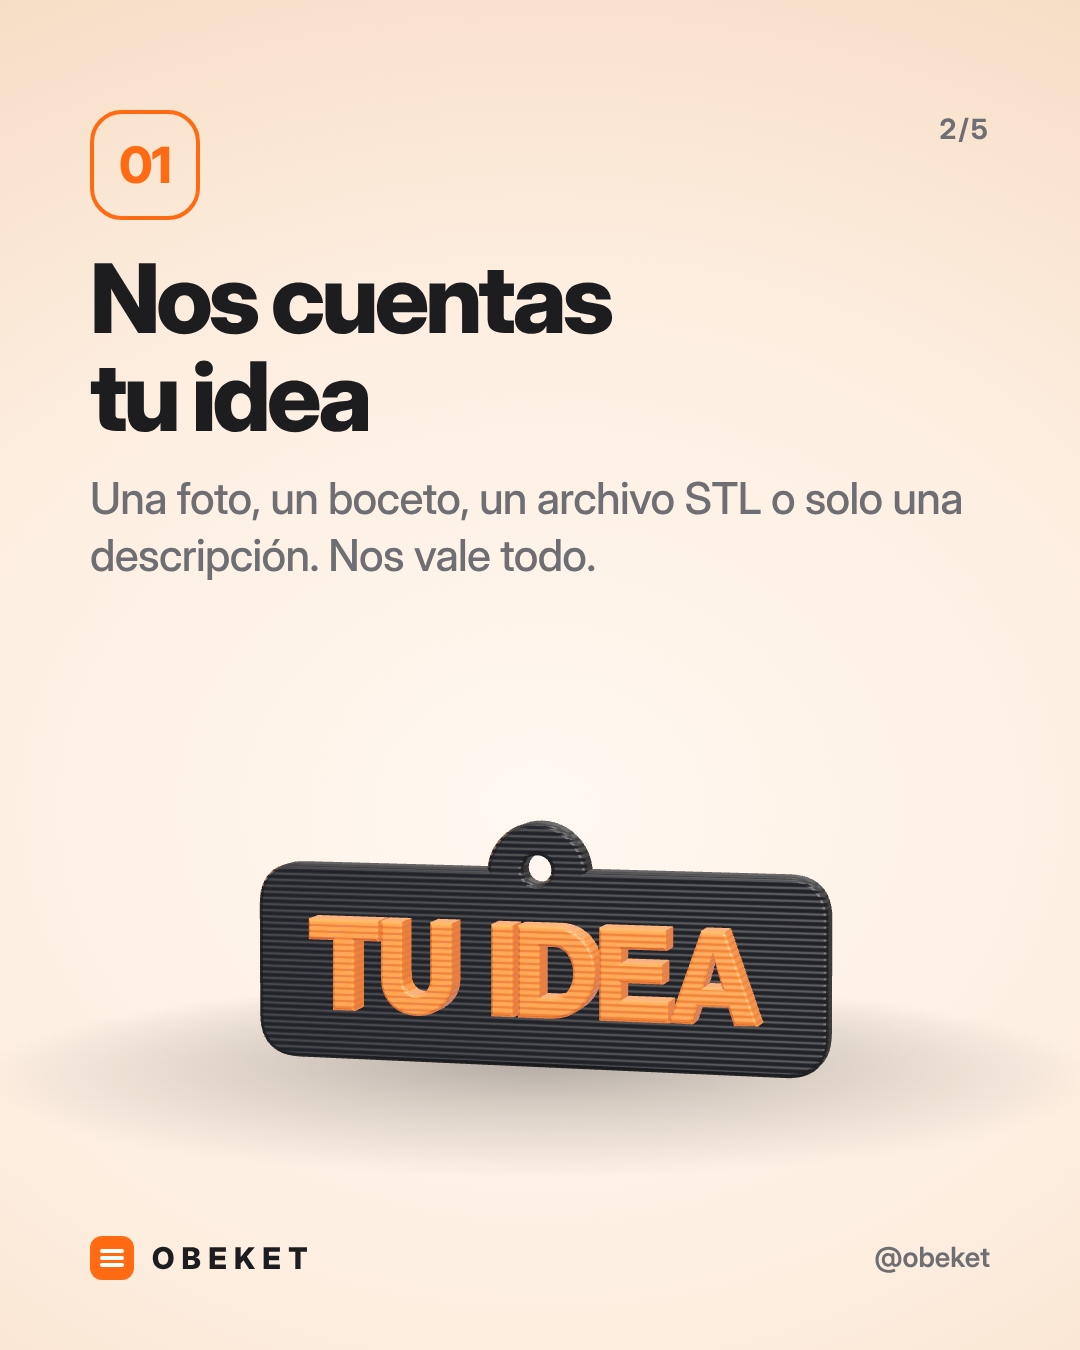 01
2/5
Nos cuentas
tu idea
Una foto, un boceto, un archivo STL o solo una
descripción. Nos vale todo.
TU IDEA
OBEKET
@obeket